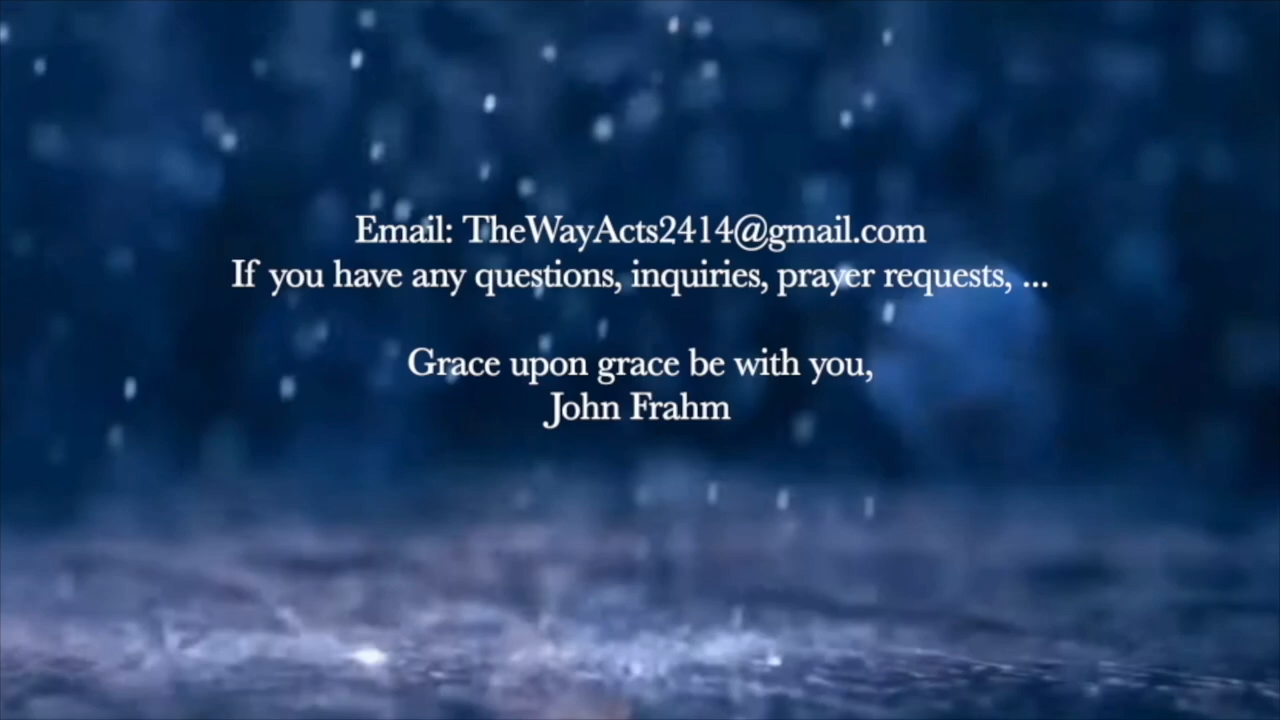 Email: TheWayActs2414@gmail.com
If you have any questions, inquiries, prayer requests, ...
Grace upon grace be with you,
John Frahm